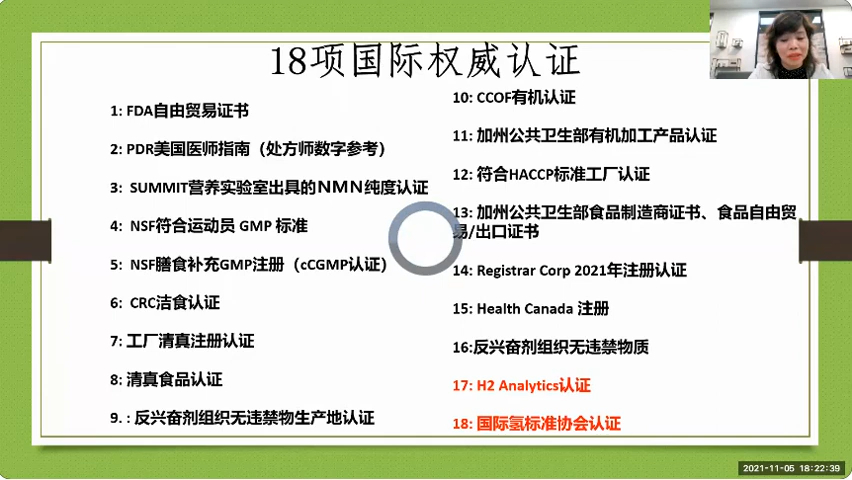 18项国际权威认证
1: FDA自由贸易证书
2: PDR美国医师指南（处方师数字参考）
3: SUMMIT营养实验室出具的NMN纯度认证
4: NSF符合运动员 GMP 标准
5: NSF膳食补充GMP注册（cCGMP认证）
6: CRC洁食认证
7: 工厂清真注册认证
8: 清真食品认证
9. : 反兴奋剂组织无违禁物生产地认证
10: CCOF有机认证
11: 加州公共卫生部有机加工产品认证
12: 符合HACCP标准工厂认证
13: 加州公共卫生部食品制造商证书、食品自由贸
易/出口证书
14: Registrar Corp 2021年注册认证
15: Health Canada 注册
16:反兴奋剂组织无违禁物质
17: H2 Analytics认证
18: 国际氢标准协会认证
2021-11-05 18:22:39